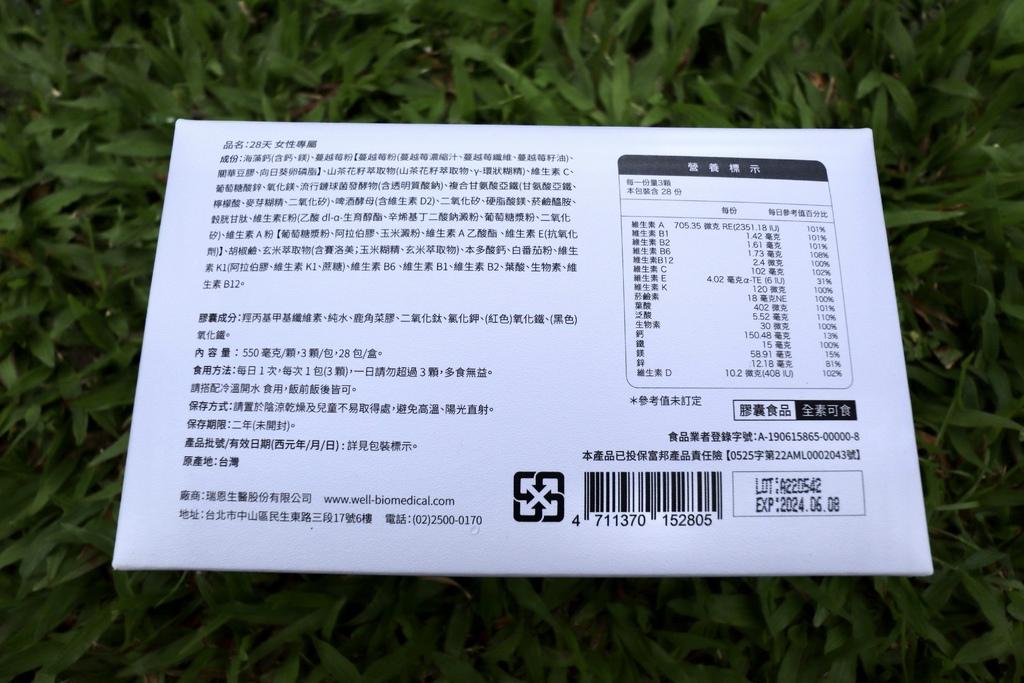 品名:28天 女性專屬
成份:海藻鈣(含鈣、鎂)、蔓越莓粉【蔓越莓粉(蔓越莓濃縮汁、蔓越莓纖維、蔓越莓籽油)、
關華豆膠、向日葵卵磷脂】、山茶花籽萃取物(山茶花籽萃取物、γ-環狀糊精)、維生素 C、
葡萄糖酸鋅、氧化鎂、流行鏈球菌發酵物(含透明質酸鈉)、複合甘氨酸亞鐵(甘氨酸亞鐵、
檸檬酸、麥芽糊精、二氧化矽)、啤酒酵母(含維生素 D2)、二氧化矽、硬脂酸鎂、菸鹼醯胺、
穀胱甘肽、維生素 E粉(乙酸 dl-α-生育醇酯、辛烯基丁二酸鈉澱粉、葡萄糖漿粉、二氧化
矽)、維生素 A 粉【葡萄糖漿粉、阿拉伯膠、玉米澱粉、維生素 A 乙酸酯、維生素 E(抗氧化
劑)】、胡椒鹼、玄米萃取物(含賽洛美;玉米糊精、玄米萃取物)、本多酸鈣、白番茄粉、維生
素 K1(阿拉伯膠、維生素 K1、蔗糖)、維生素 B6、維生素 B1、維生素 B2、葉酸、生物素、維
生素 B12。
膠囊成分:羥丙基甲基纖維素、純水、鹿角菜膠、二氧化鈦、氯化鉀、(紅色)氧化鐵、(黑色)
氧化鐵。
內 容 量: 550 毫克/顆,3 顆/包,28 包/盒。
食用方法:每日 1 次,每次 1 包(3 顆),一日請勿超過 3 顆,多食無益。
請搭配冷溫開水 食用,飯前飯後皆可。
保存方式:請置於陰涼乾燥及兒童不易取得處,避免高溫、陽光直射。
保存期限:二年(未開封)。
產品批號/有效日期(西元年/月/日):詳見包裝標示。
原產地:台灣
廠商:瑞恩生醫股份有限公司 www.well-biomedical.com
地址:台北市中山區民生東路三段17號6樓 電話:(02)2500-0170
營養標示
每一份量3顆
本包裝含 28 份
每份 每日參考值百分比
維生素 A 705.35 微克 RE(2351.18 IU) 101%
維生素 B1 1.42 毫克 101%
維生素 B2 1.61 毫克 101%
維生素 B6 1.73 毫克 108%
維生素B12 2.4 微克 100%
維生素 C 102 毫克 102%
維生素 E 4.02 毫克α-TE (6 IU) 31%
維生素 K 120 微克 100%
菸鹼素 18 毫克NE 100%
葉酸 402 微克 101%
泛酸 5.52 毫克 110%
生物素 30 微克 100%
鈣 150.48 毫克 13%
鐵 15 毫克 100%
鎂 58.91 毫克 15%
鋅 12.18 毫克 81%
維生素 D 10.2 微克(408 IU) 102%
*參考值未訂定
膠囊食品 全素可食
食品業者登錄字號:A-190615865-00000-8
本產品已投保富邦產品責任險【0525字第22AML0002043號】
4 711370 152805
LOT:A220542
EXP:2024.06.08